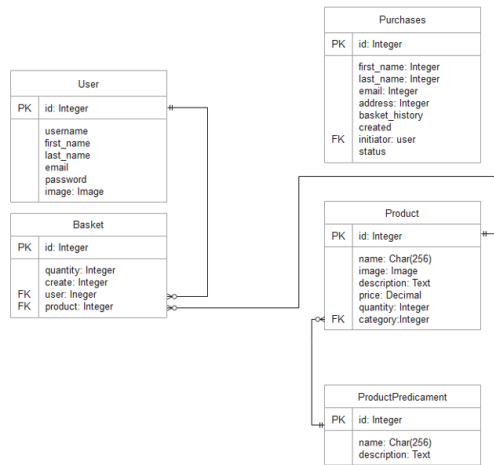 Purchases
PK id: Integer
first_name: Integer
last_name: Integer
email: Integer
address: Integer
basket_history
created
FK initiator: user
status
User
PK id: Integer
username
first_name
last_name
email
password
image: Image
Basket
PK id: Integer
quantity: Integer
create: Integer
FK user: Ineger
FK product: Integer
Product
PK id: Integer
name: Char(256)
image: Image
description: Text
price: Decimal
quantity: Integer
FK category:Integer
ProductPredicament
PK id: Integer
name: Char(256)
description: Text